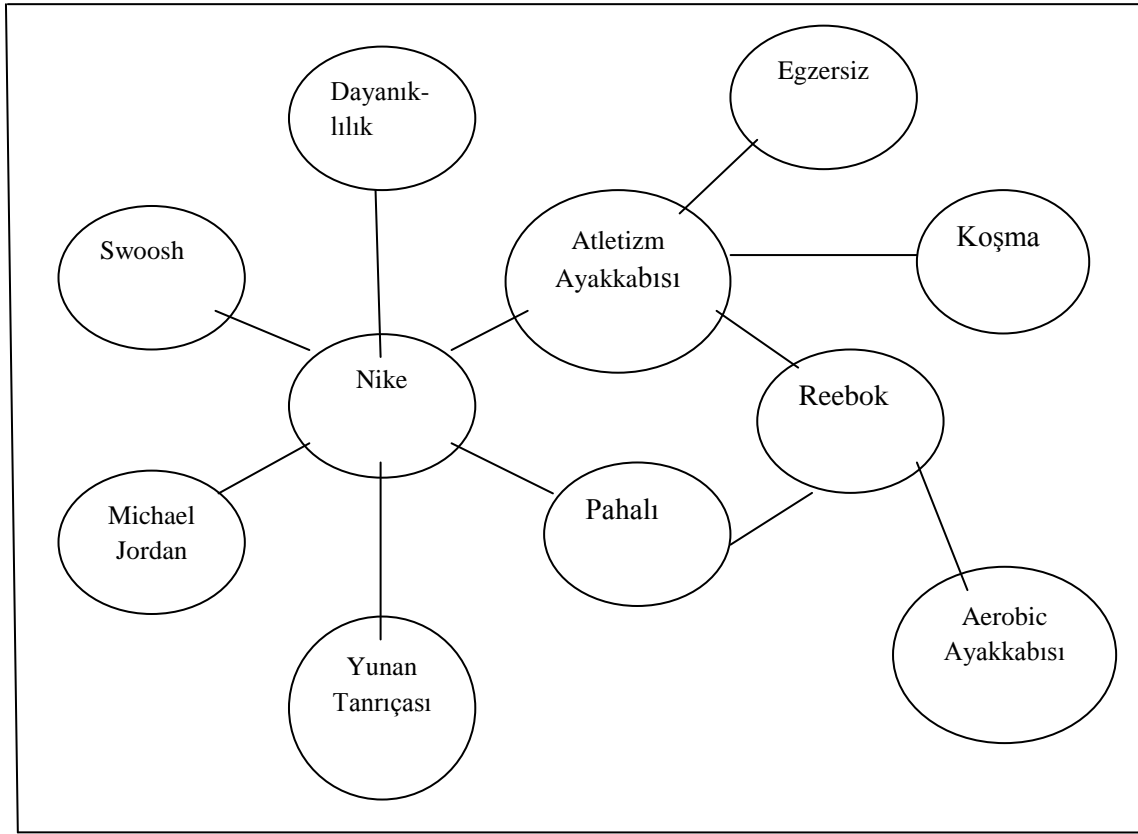 Egzersiz
Dayanık-
lılık
Atletizm
Ayakkabısı
Koşma
Swoosh
Nike
Reebok
Pahalı
Michael
Jordan
Aerobic
Ayakkabısı
Yunan
Tanrıçası